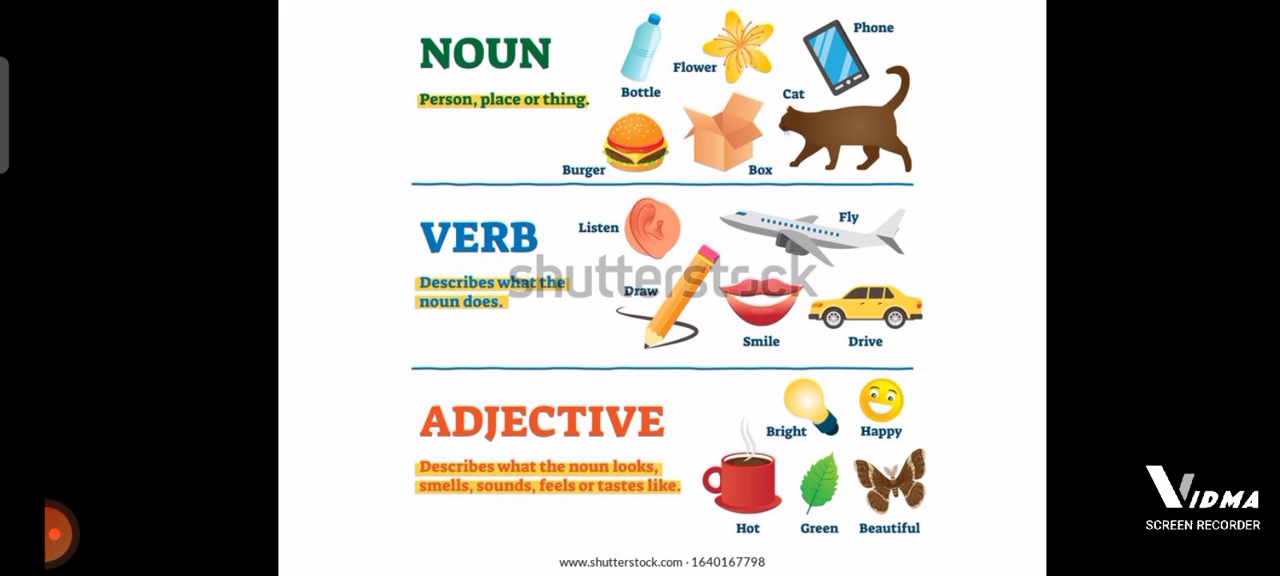 NOUN
Person, place or thing.
Bottle
Flower
Phone
Cat
Burger
Box
VERB
Describes what the
noun does.
Listen
Fly
shutterstock
Draw
Smile
Drive
ADJECTIVE
Describes what the noun looks,
smells, sounds, feels or tastes like.
Bright
Happy
Hot
Green
Beautiful
VIDMA
SCREEN RECORDER
www.shutterstock.com · 1640167798